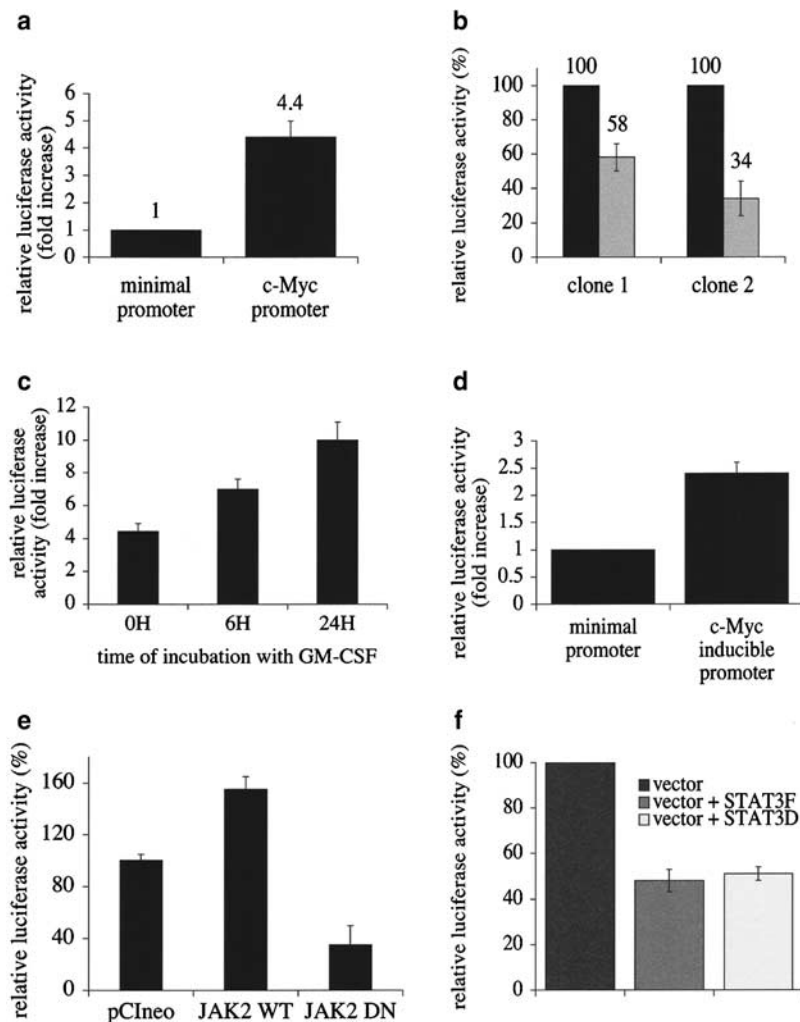 a
relative luciferase activity
(fold increase)
6
5
4
3
2
1
0
1
4.4
minimal
promoter
c-Myc
promoter
b
relative luciferase activity (%)
100
80
60
40
20
0
100
58
100
34
clone 1
clone 2
c
relative luciferase
activity (fold increase)
12
10
8
6
4
2
0
0H
6H
24H
time of incubation with GM-CSF
d
relative luciferase activity
(fold increase)
3
2.5
2
1.5
1
0.5
0
minimal
promoter
c-Myc
inducible
promoter
e
relative luciferase activity (%)
160
120
80
40
0
pCIneo
JAK2 WT
JAK2 DN
f
relative luciferase activity (%)
100
80
60
40
20
0
vector
vector + STAT3F
vector + STAT3D